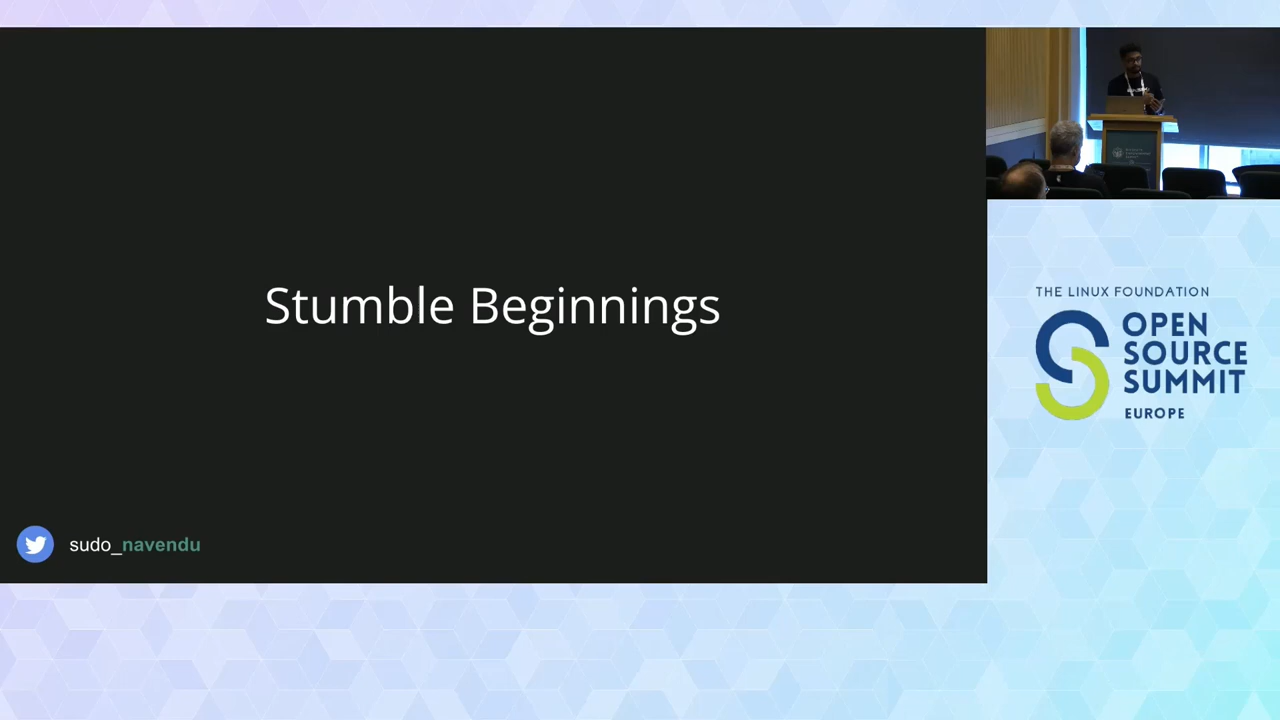 Stumble Beginnings
sudo_navendu
THE LINUX FOUNDATION
OPEN
SOURCE
SUMMIT
EUROPE